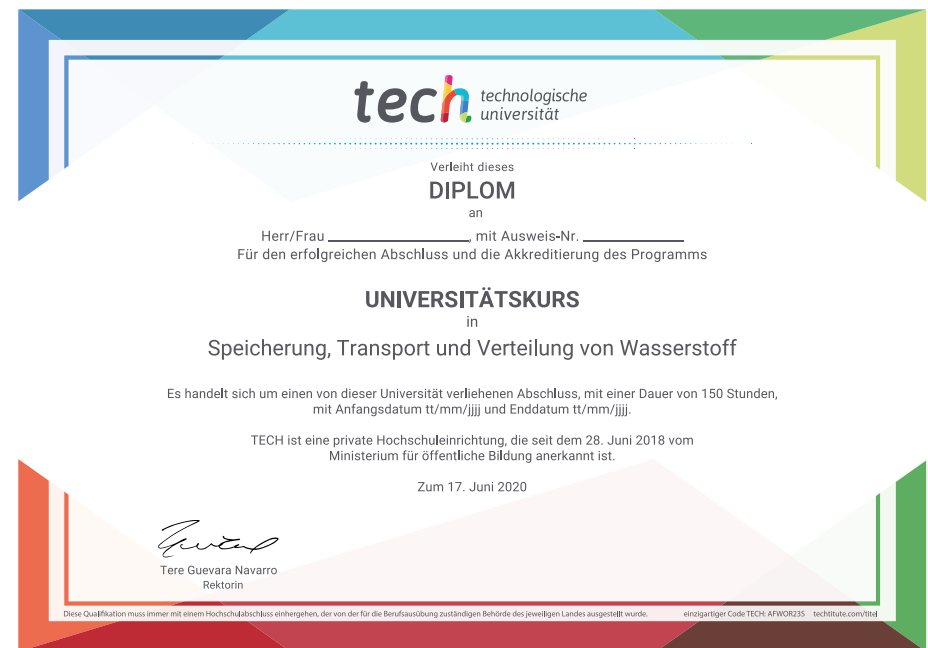 tech technologische
universität
Verleiht dieses
DIPLOM
an
Herr/Frau ____________, mit Ausweis-Nr. ____________
Für den erfolgreichen Abschluss und die Akkreditierung des Programms
UNIVERSITÄTSKURS
in
Speicherung, Transport und Verteilung von Wasserstoff
Es handelt sich um einen von dieser Universität verliehenen Abschluss, mit einer Dauer von 150 Stunden,
mit Anfangsdatum tt/mm/jjjj und Enddatum tt/mm/jjjj.
TECH ist eine private Hochschuleinrichtung, die seit dem 28. Juni 2018 vom
Ministerium für öffentliche Bildung anerkannt ist.
Zum 17. Juni 2020
Tere Guevara Navarro
Rektorin
Diese Qualifikation muss immer mit einem Hochschulabschluss einhergehen, der von der für die Berufsausübung zuständigen Behörde des jeweiligen Landes ausgestellt wurde. einzigartiger Code TECH: AFWOR23S techtitute.com/titel